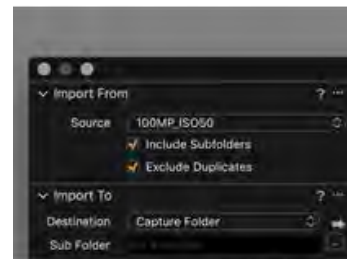 Import From ? ...
Source 100MP_ISO50
Include Subfolders
Exclude Duplicates
Import To ? ...
Destination Capture Folder
Sub Folder